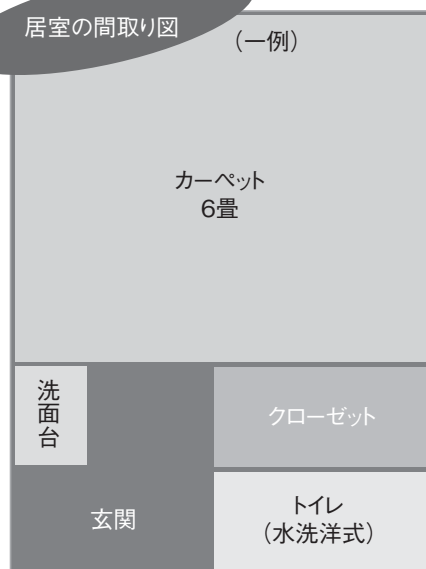 居室の間取り図
（一例）
カーペット
6畳
洗面台
クローゼット
玄関
トイレ
（水洗洋式）